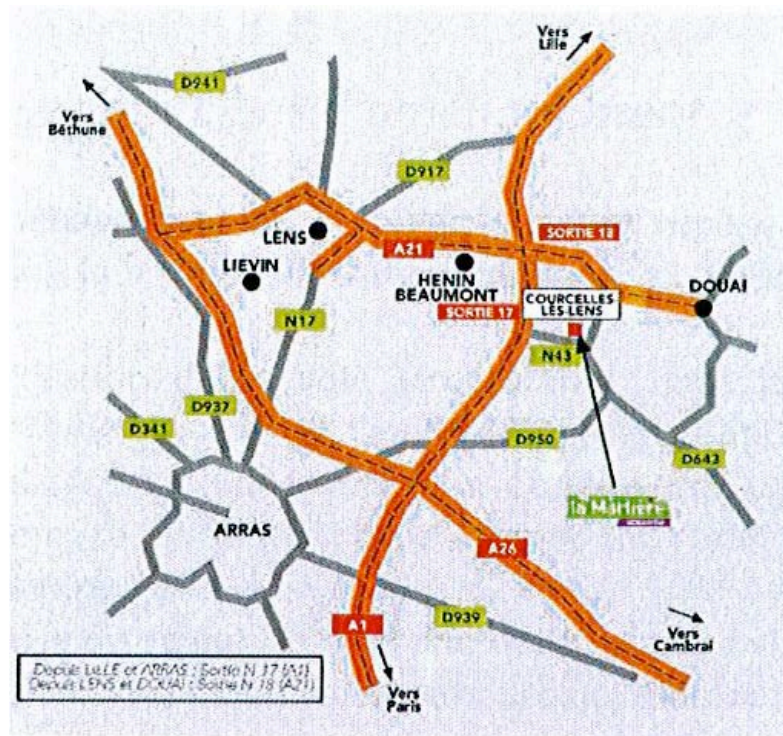 Vers
Lille
D941
Vers
Béthune
D917
LENS
A21
SORTIE 18
LIEVIN
HENIN
BEAUMONT
COURCELLES
LES-LENS
DOUAI
SORTIE 17
N17
N43
D937
D341
D950
D643
la Marlière
ARRAS
A26
D939
A1
Vers
Cambrai
Vers
Paris
Depuis LILLE et ARRAS : Sortie N 17 (A1)
Depuis LENS et DOUAI : Sortie N 18 (A21)